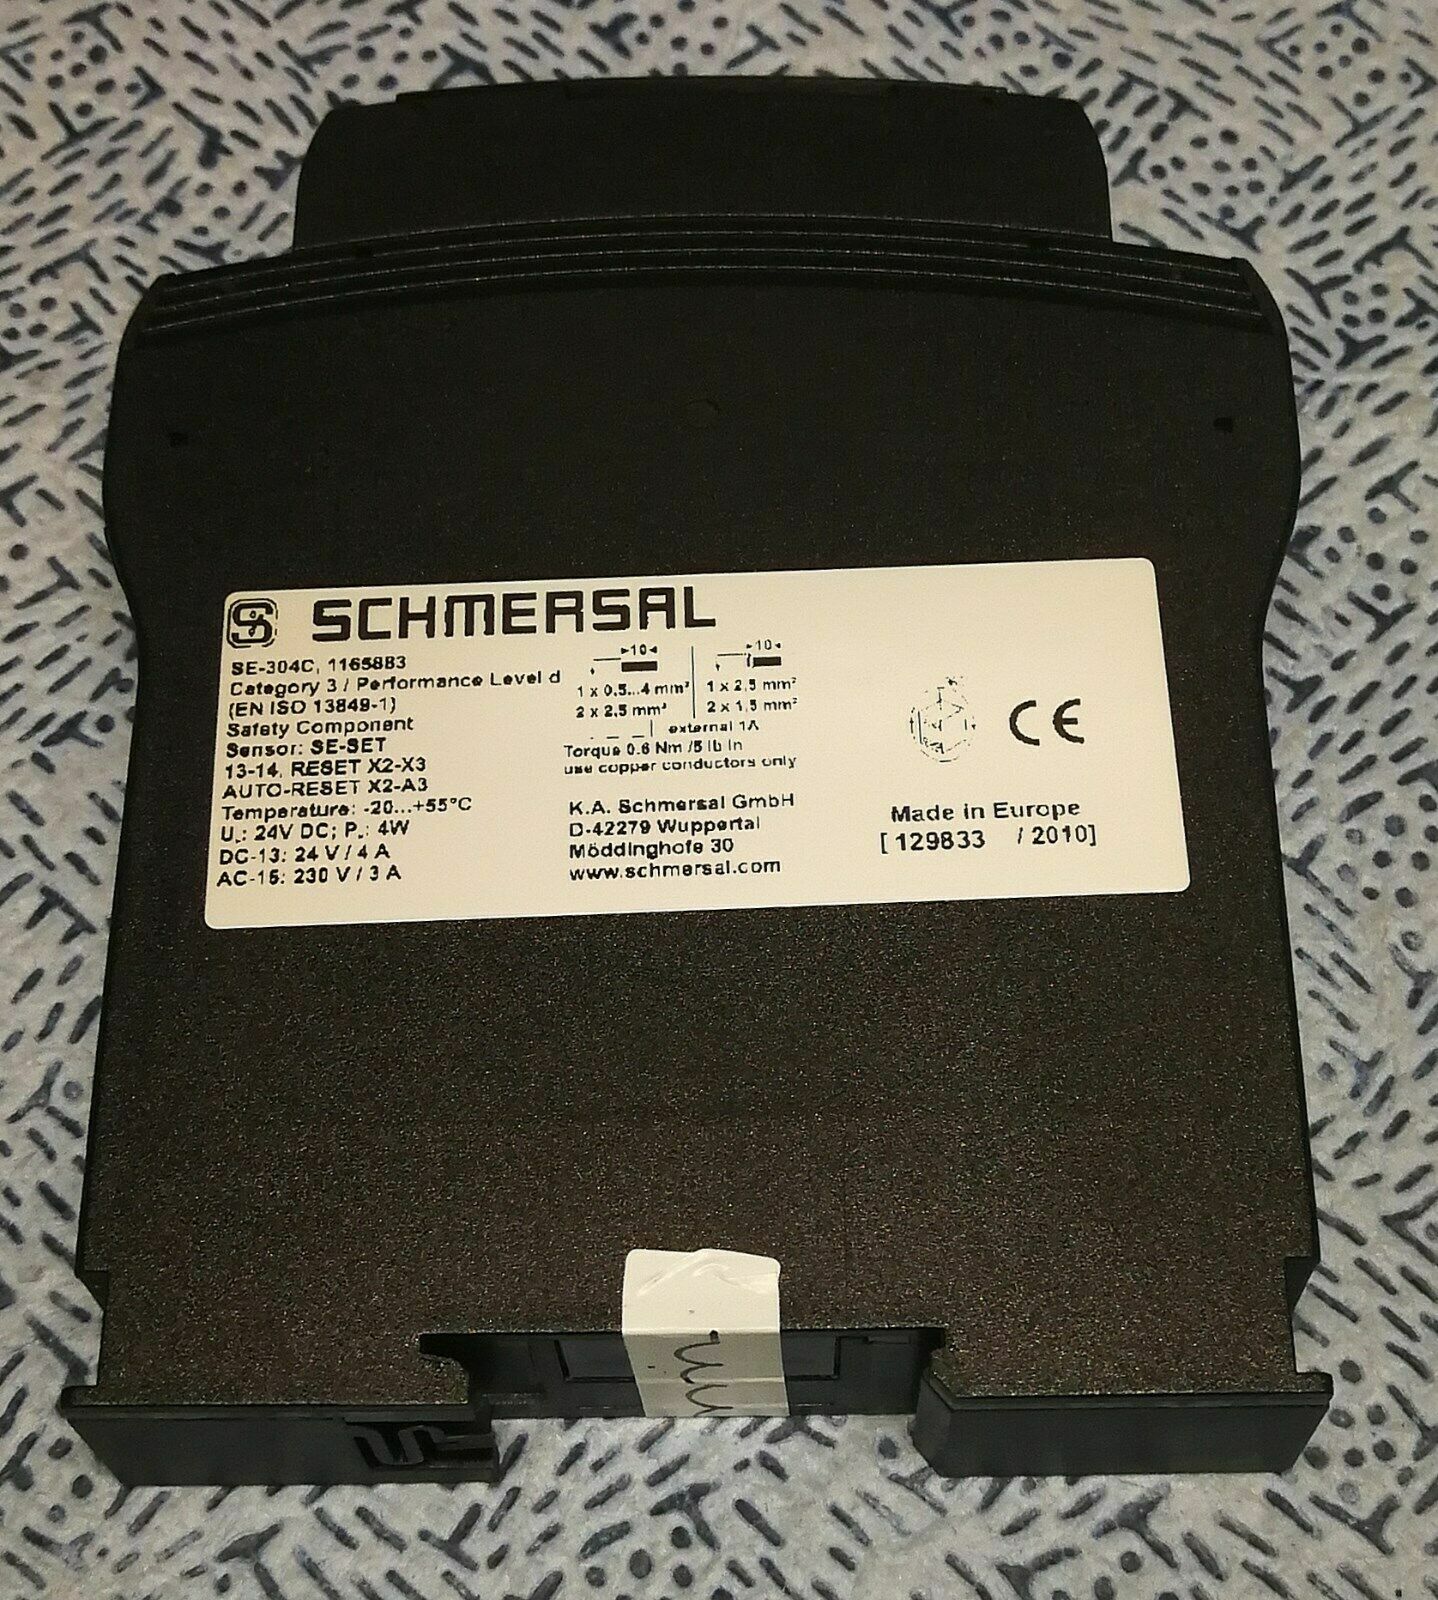 SCHMERSAL
SE-304C, 1165883
Category 3 / Performance Level d
(EN ISO 13849-1)
Safety Component
Sensor: SE-SET
13-14, RESET X2-X3
AUTO-RESET X2-A3
Temperature: -20...+55°C
U.: 24V DC; P.: 4W
DC-13: 24 V / 4 A
AC-15: 230 V / 3 A
10 10
1 x 0,5...4 mm² 1 x 2,5 mm²
2 x 2,5 mm² 2 x 1,5 mm²
external 1A
Torque 0.6 Nm /5 lb in
use copper conductors only
K.A. Schmersal GmbH
D-42279 Wuppertal
Möddinghofe 30
www.schmersal.com
CE
Made in Europe
[ 129833 / 2010]